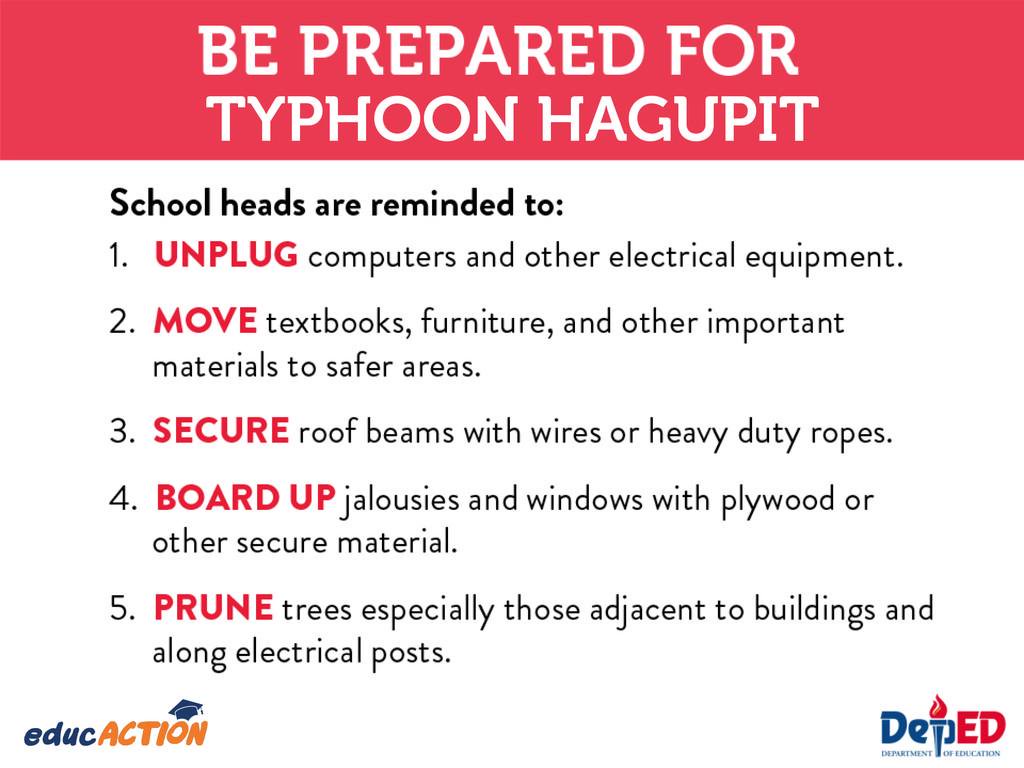 BE PREPARED FOR
TYPHOON HAGUPIT
School heads are reminded to:
1. UNPLUG computers and other electrical equipment.
2. MOVE textbooks, furniture, and other important
materials to safer areas.
3. SECURE roof beams with wires or heavy duty ropes.
4. BOARD UP jalousies and windows with plywood or
other secure material.
5. PRUNE trees especially those adjacent to buildings and
along electrical posts.
educACTION
DepED
DEPARTMENT OF EDUCATION